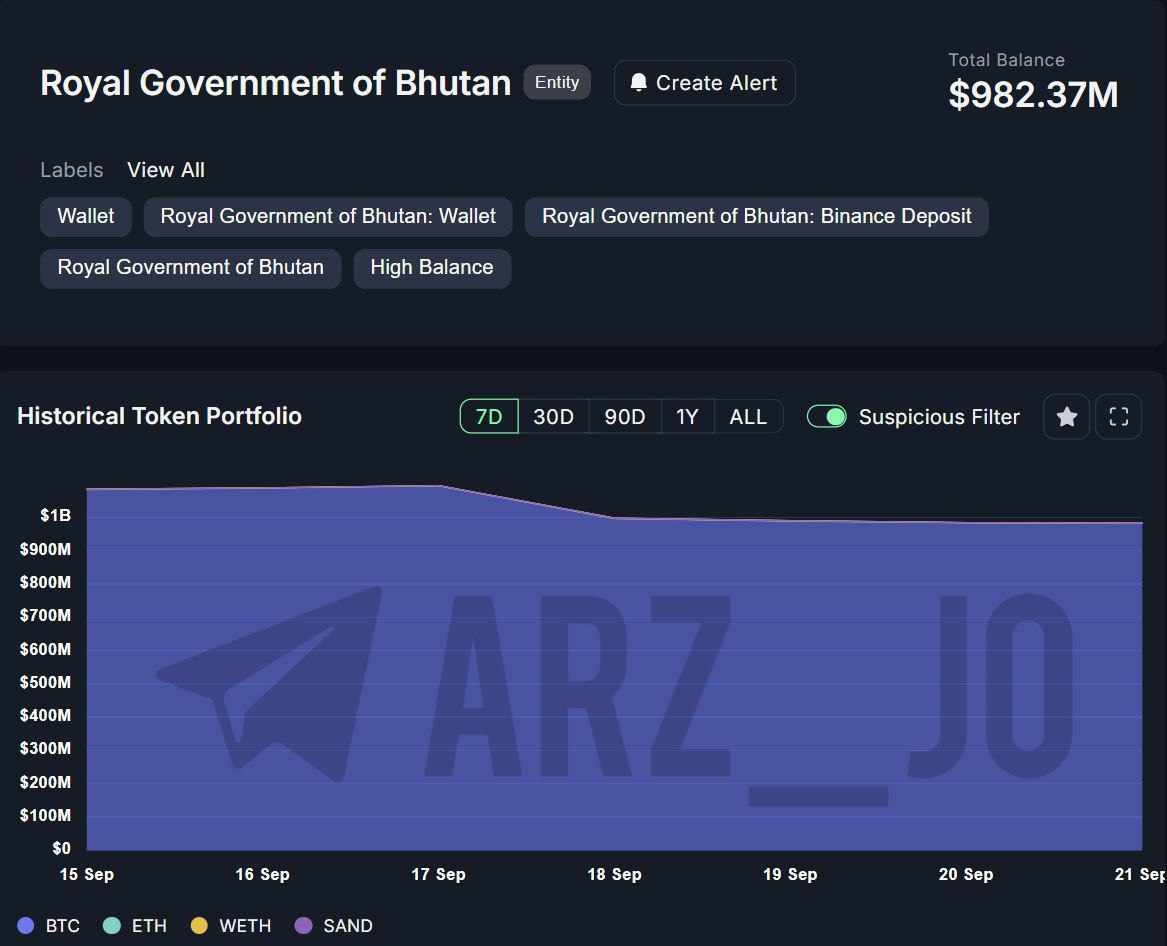 Royal Government of Bhutan Entity Create Alert
Total Balance
$982.37M
Labels View All
Wallet Royal Government of Bhutan: Wallet Royal Government of Bhutan: Binance Deposit
Royal Government of Bhutan High Balance
Historical Token Portfolio 7D 30D 90D 1Y ALL Suspicious Filter
$1B
$900M
$800M
$700M
$600M
$500M
$400M
$300M
$200M
$100M
$0
ARZ_JO
15 Sep 16 Sep 17 Sep 18 Sep 19 Sep 20 Sep 21 Sep
BTC ETH WETH SAND